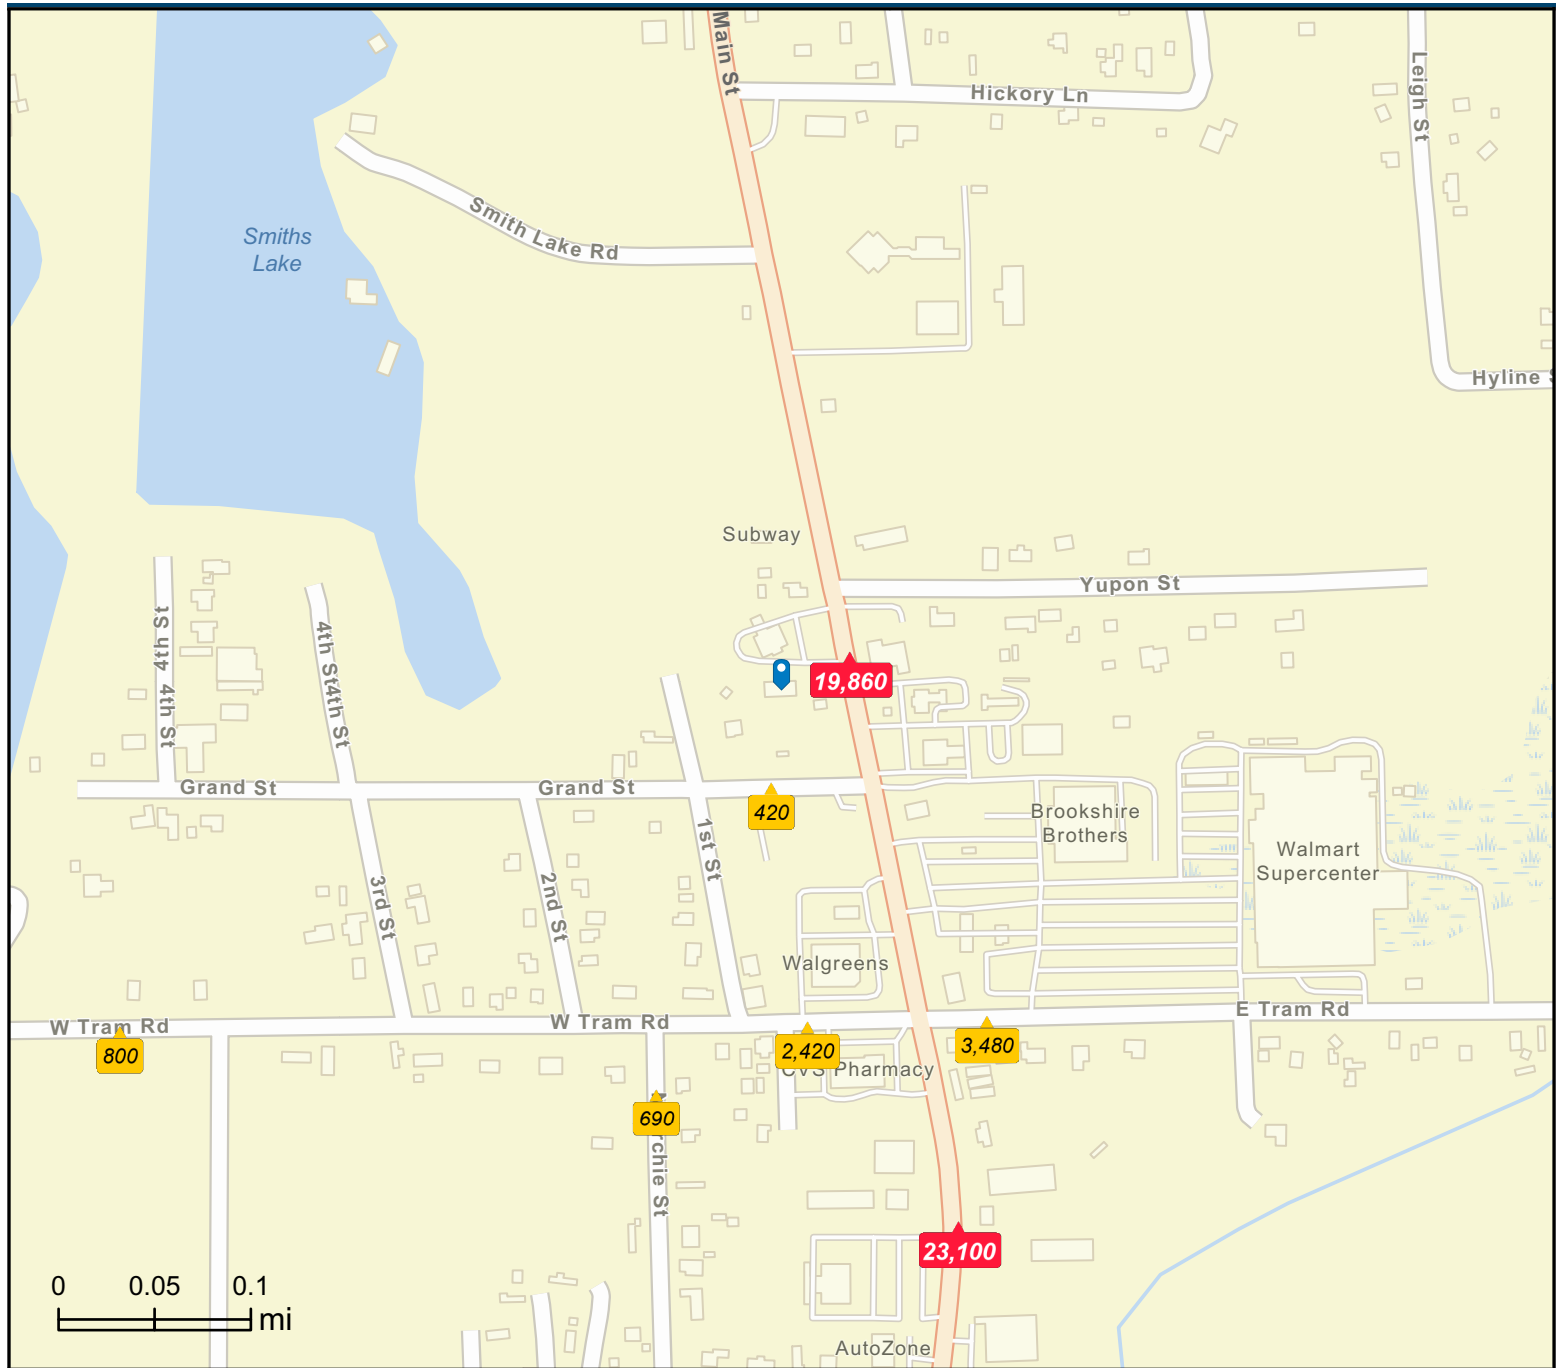 Main St
Hickory Ln
Leigh St
Smith Lake Rd
Smiths
Lake
Hyline
Subway
Yupon St
4th St
4th St
4th St
4th St
19,860
Grand St
Grand St
420
Brookshire
Brothers
Walmart
Supercenter
1st St
2nd St
3rd St
Walgreens
W Tram Rd
W Tram Rd
E Tram Rd
800
2,420
3,480
CVS Pharmacy
690
rchie St
23,100
0 0.05 0.1
mi
AutoZone